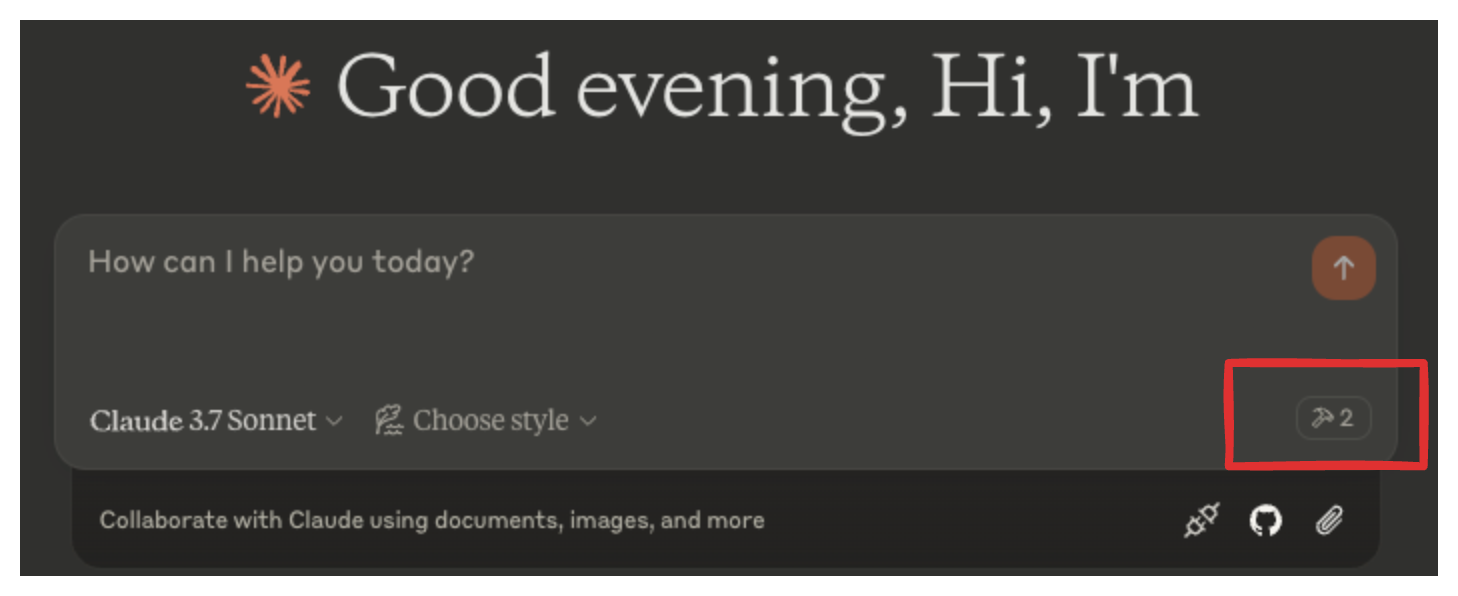 Good evening, Hi, I'm
How can I help you today?
Claude 3.7 Sonnet Choose style 2
Collaborate with Claude using documents, images, and more